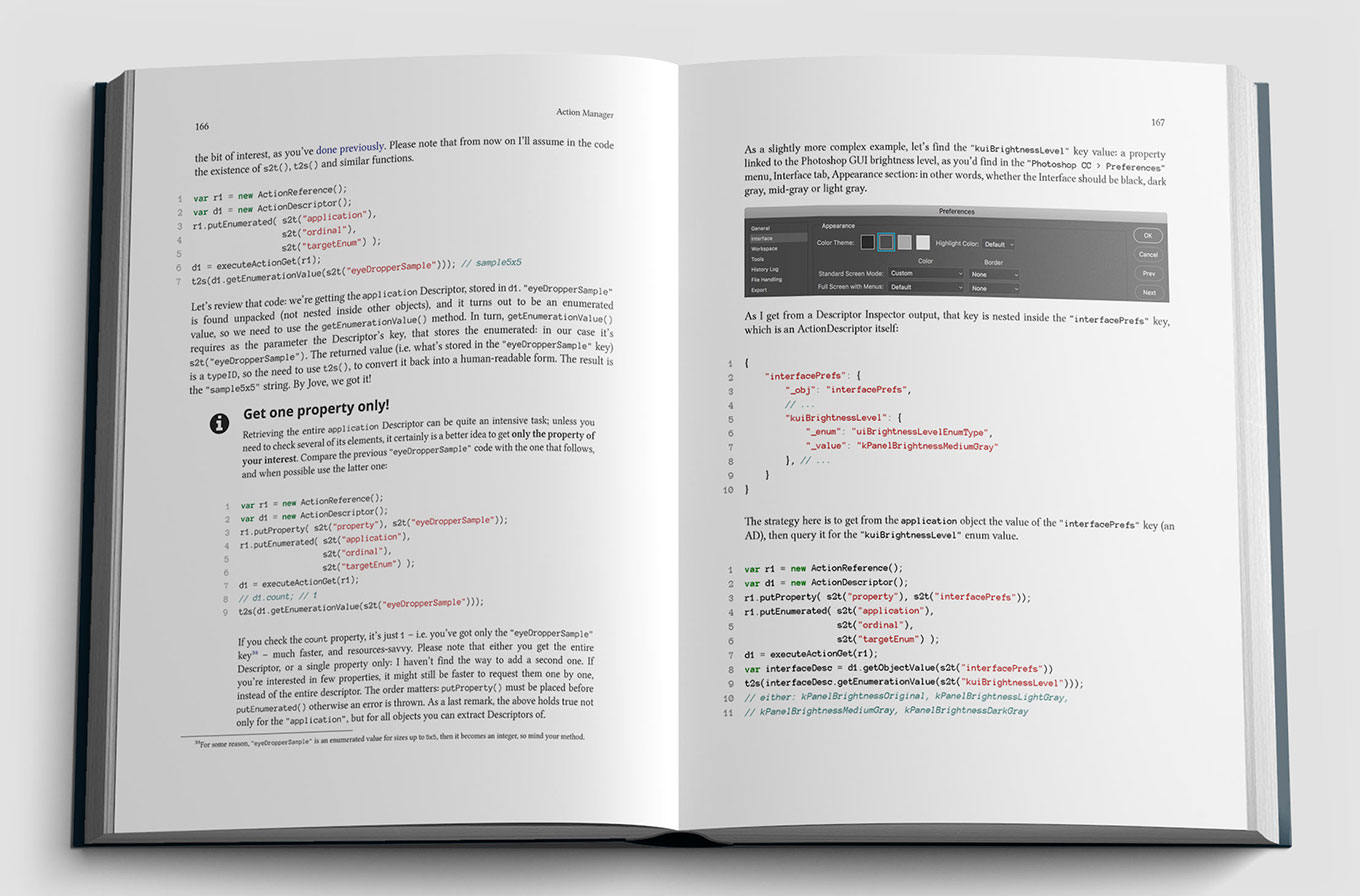 166
Action Manager
the bit of interest, as you've done previously. Please note that from now on I'll assume in the code
the existence of s2t(), t2s() and similar functions.
1 var r1 = new ActionReference();
2 var d1 = new ActionDescriptor();
3 r1.putEnumerated( s2t("application"),
4 s2t("ordinal"),
5 s2t("targetEnum") );
6 d1 = executeActionGet(r1);
7 t2s(d1.getEnumerationValue(s2t("eyeDropperSample"))); // sample5x5
Let's review that code: we're getting the application Descriptor, stored in d1. "eyeDropperSample"
is found unpacked (not nested inside other objects), and it turns out to be an enumerated
value, so we need to use the getEnumerationValue() method. In turn, getEnumerationValue()
requires as the parameter the Descriptor's key, that stores the enumerated: in our case it's
s2t("eyeDropperSample"). The returned value (i.e. what's stored in the "eyeDropperSample" key)
is a typeID, so the need to use t2s(), to convert it back into a human-readable form. The result is
the "sample5x5" string. By Jove, we got it!
Get one property only!
Retrieving the entire application Descriptor can be quite an intensive task; unless you
need to check several of its elements, it certainly is a better idea to get only the property of
your interest. Compare the previous "eyeDropperSample" code with the one that follows,
and when possible use the latter one:
1 var r1 = new ActionReference();
2 var d1 = new ActionDescriptor();
3 r1.putProperty( s2t("property"), s2t("eyeDropperSample"));
4 r1.putEnumerated( s2t("application"),
5 s2t("ordinal"),
6 s2t("targetEnum") );
7 d1 = executeActionGet(r1);
8 // d1.count; // 1
9 t2s(d1.getEnumerationValue(s2t("eyeDropperSample")));
If you check the count property, it's just 1 – i.e. you've got only the "eyeDropperSample"
key³⁸ – much faster, and resources-savvy. Please note that either you get the entire
Descriptor, or a single property only: I haven't find the way to add a second one. If
you're interested in few properties, it might still be faster to request them one by one,
instead of the entire descriptor. The order matters: putProperty() must be placed before
putEnumerated() otherwise an error is thrown. As a last remark, the above holds true not
only for the "application", but for all objects you can extract Descriptors of.
³⁸For some reason, "eyeDropperSample" is an enumerated value for sizes up to 5x5, then it becomes an integer, so mind your method.
167
As a slightly more complex example, let's find the "kuiBrightnessLevel" key value: a property
linked to the Photoshop GUI brightness level, as you'd find in the "Photoshop CC > Preferences"
menu, Interface tab, Appearance section: in other words, whether the Interface should be black, dark
gray, mid-gray or light gray.
Preferences
General
Interface
Workspace
Tools
History Log
File Handling
Export
Appearance
Color Theme:
Highlight Color: Default
Color
Border
Standard Screen Mode: Custom None
Full Screen with Menus: Default None
OK
Cancel
Prev
Next
As I get from a Descriptor Inspector output, that key is nested inside the "interfacePrefs" key,
which is an ActionDescriptor itself:
1 {
2 "interfacePrefs": {
3 "_obj": "interfacePrefs",
4 // ...
5 "kuiBrightnessLevel": {
6 "_enum": "uiBrightnessLevelEnumType",
7 "_value": "kPanelBrightnessMediumGray"
8 }, // ...
9 }
10 }
The strategy here is to get from the application object the value of the "interfacePrefs" key (an
AD), then query it for the "kuiBrightnessLevel" enum value.
1 var r1 = new ActionReference();
2 var d1 = new ActionDescriptor();
3 r1.putProperty( s2t("property"), s2t("interfacePrefs"));
4 r1.putEnumerated( s2t("application"),
5 s2t("ordinal"),
6 s2t("targetEnum") );
7 d1 = executeActionGet(r1);
8 var interfaceDesc = d1.getObjectValue(s2t("interfacePrefs"))
9 t2s(interfaceDesc.getEnumerationValue(s2t("kuiBrightnessLevel")));
10 // either: kPanelBrightnessOriginal, kPanelBrightnessLightGray,
11 // kPanelBrightnessMediumGray, kPanelBrightnessDarkGray